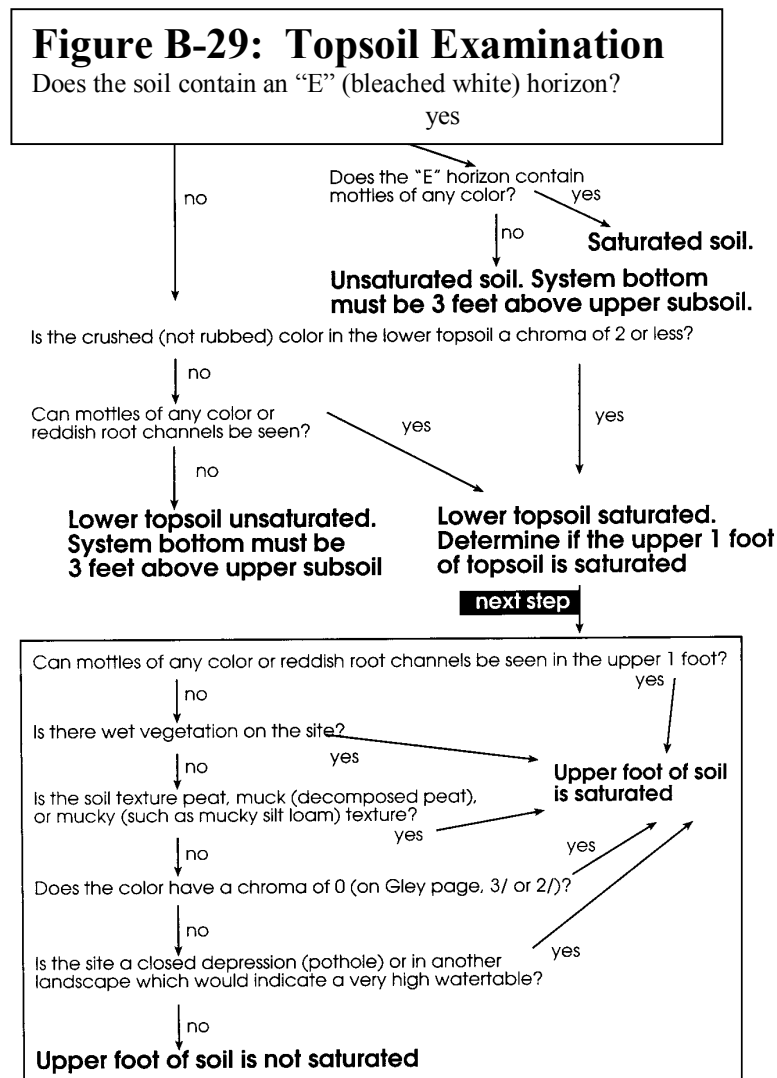 Figure B-29: Topsoil Examination
Does the soil contain an “E” (bleached white) horizon?
yes
no
Does the "E" horizon contain
mottles of any color?
yes
no
Saturated soil.
Unsaturated soil. System bottom
must be 3 feet above upper subsoil.
Is the crushed (not rubbed) color in the lower topsoil a chroma of 2 or less?
no
yes
Can mottles of any color or
reddish root channels be seen?
yes
no
Lower topsoil unsaturated.
System bottom must be
3 feet above upper subsoil
Lower topsoil saturated.
Determine if the upper 1 foot
of topsoil is saturated
next step
Can mottles of any color or reddish root channels be seen in the upper 1 foot?
yes
no
Is there wet vegetation on the site?
yes
no
Upper foot of soil
is saturated
Is the soil texture peat, muck (decomposed peat),
or mucky (such as mucky silt loam) texture?
yes
no
yes
Does the color have a chroma of 0 (on Gley page, 3/ or 2/)?
no
yes
Is the site a closed depression (pothole) or in another
landscape which would indicate a very high watertable?
no
Upper foot of soil is not saturated